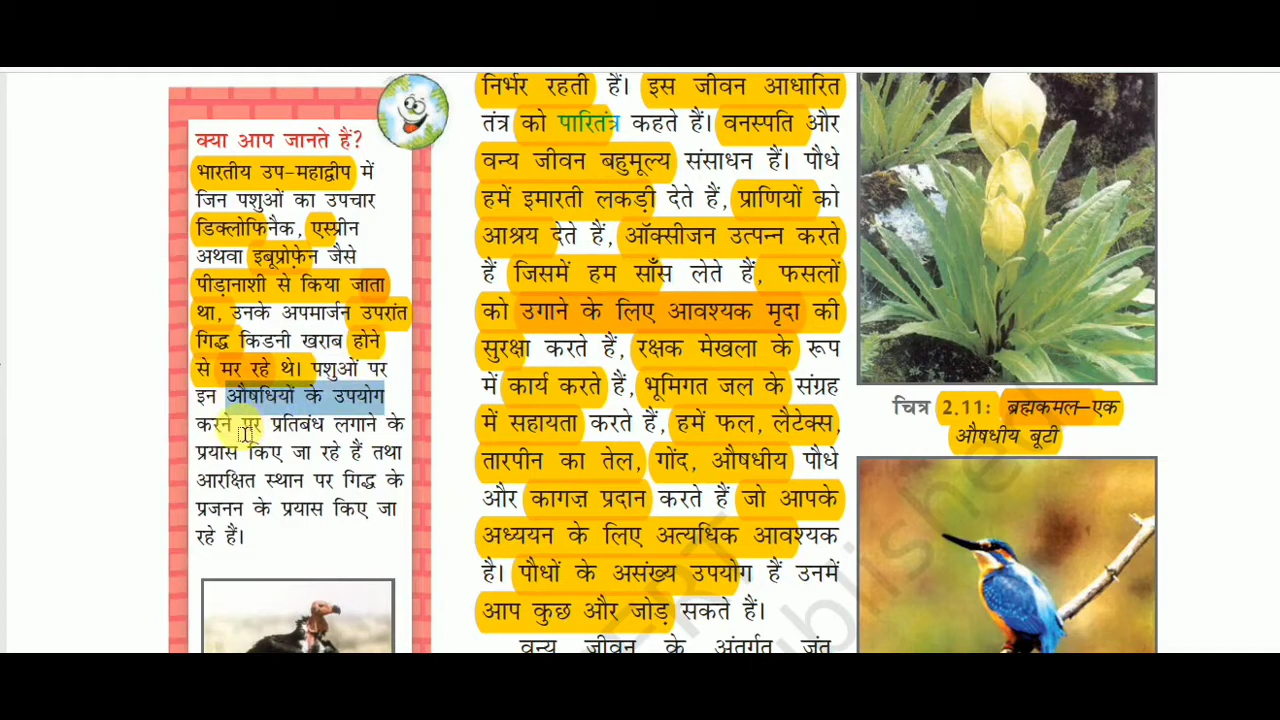 क्या आप जानते हैं?
भारतीय उप-महाद्वीप में
जिन पशुओं का उपचार
डिक्लोफिनैक, एस्प्रीन
अथवा इबूप्रोफ़ेन जैसे
पीड़ानाशी से किया जाता
था, उनके अपमार्जन उपरांत
गिद्ध किडनी खराब होने
से मर रहे थे। पशुओं पर
इन औषधियों के उपयोग
करने पर प्रतिबंध लगाने के
प्रयास किए जा रहे हैं तथा
आरक्षित स्थान पर गिद्ध के
प्रजनन के प्रयास किए जा
रहे हैं।
निर्भर रहती हैं। इस जीवन आधारित
तंत्र को पारितंत्र कहते हैं। वनस्पति और
वन्य जीवन बहुमूल्य संसाधन हैं। पौधे
हमें इमारती लकड़ी देते हैं, प्राणियों को
आश्रय देते हैं, ऑक्सीजन उत्पन्न करते
हैं जिसमें हम साँस लेते हैं, फसलों
को उगाने के लिए आवश्यक मृदा की
सुरक्षा करते हैं, रक्षक मेखला के रूप
में कार्य करते हैं, भूमिगत जल के संग्रह
में सहायता करते हैं, हमें फल, लैटेक्स,
तारपीन का तेल, गोंद, औषधीय पौधे
और कागज़ प्रदान करते हैं जो आपके
अध्ययन के लिए अत्यधिक आवश्यक
है। पौधों के असंख्य उपयोग हैं उनमें
आप कुछ और जोड़ सकते हैं।
वन्य जीवन के अंतर्गत जंतु,
चित्र 2.11: ब्रह्मकमल–एक
औषधीय बूटी